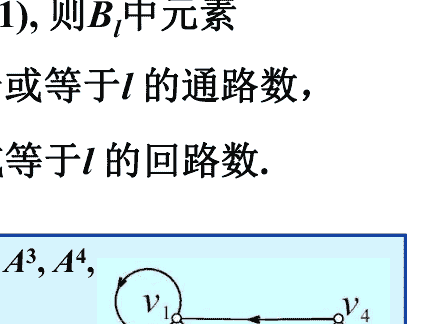 1), 则Bₗ中元素
或等于l 的通路数,
等于l 的回路数.
A³, A⁴,
v₁ v₄